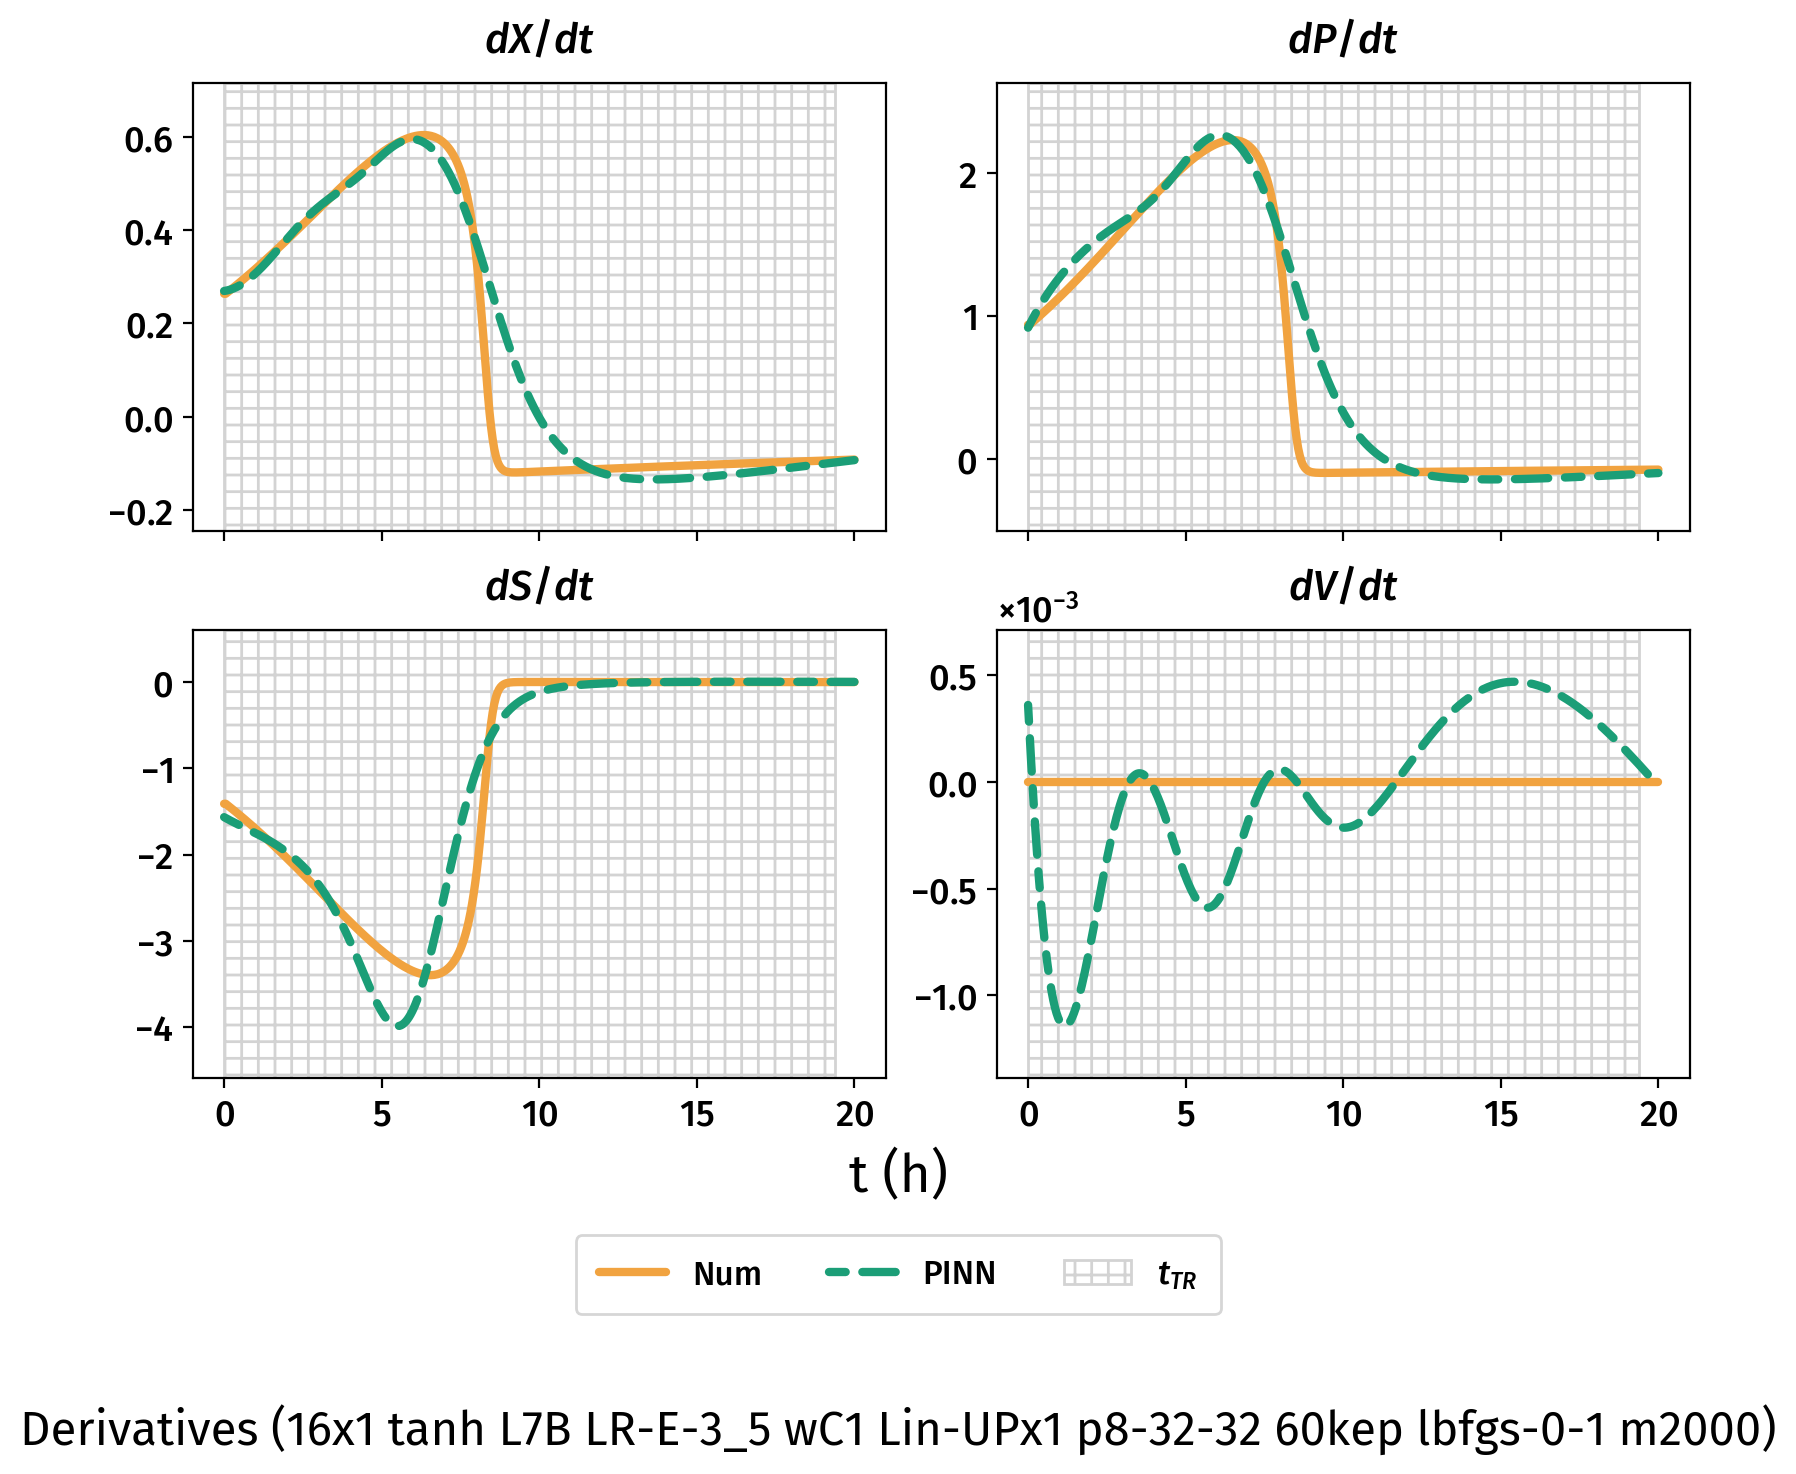 dX/dt
dP/dt
0.6
0.4
0.2
0.0
−0.2
2
1
0
dS/dt
dV/dt
×10⁻³
0
−1
−2
−3
−4
0.5
0.0
−0.5
−1.0
0 5 10 15 20
0 5 10 15 20
t (h)
Num PINN t_TR
Derivatives (16x1 tanh L7B LR-E-3_5 wC1 Lin-UPx1 p8-32-32 60kep lbfgs-0-1 m2000)